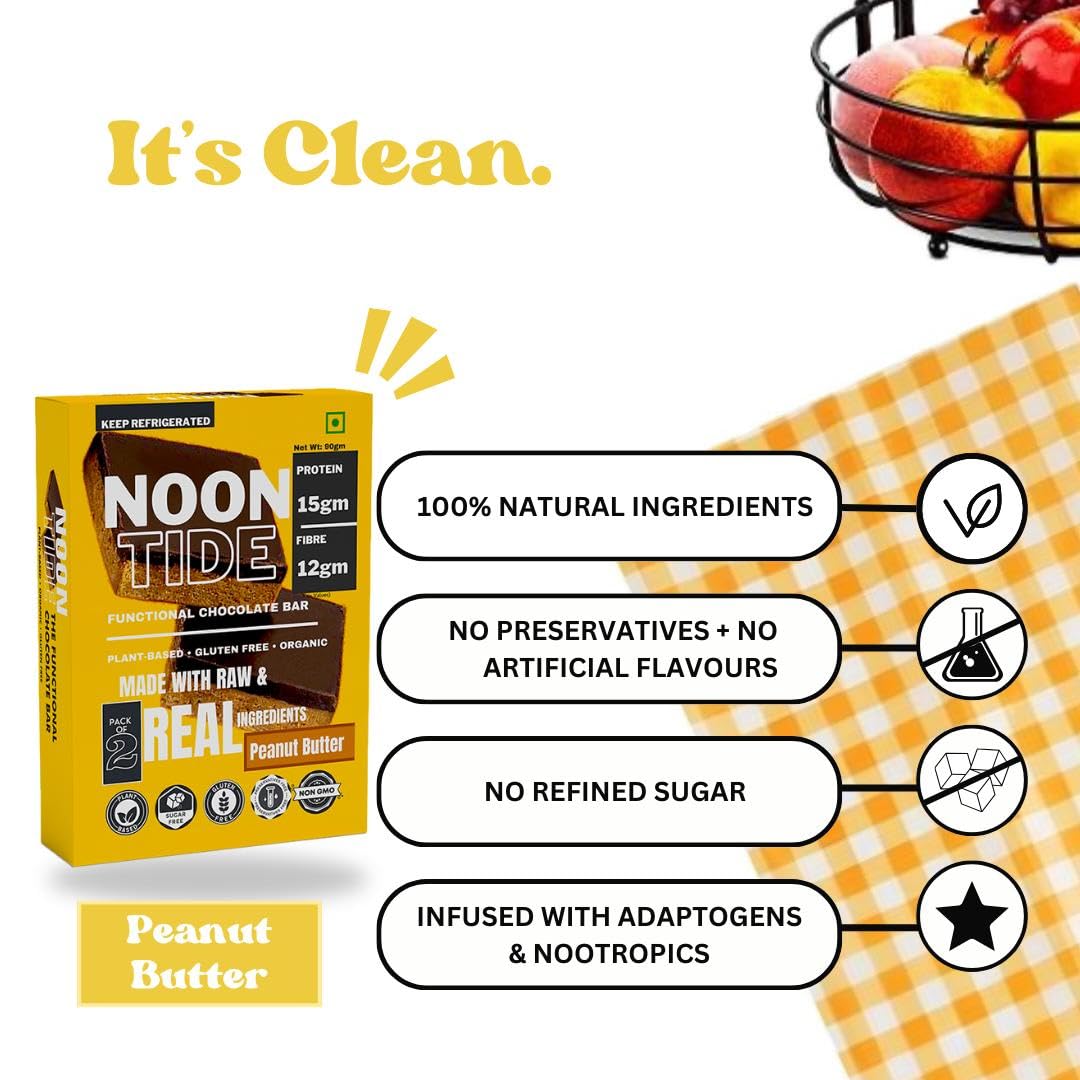 It's Clean.
KEEP REFRIGERATED
Net Wt: 90gm
NOON
TIDE
PROTEIN
15gm
FIBRE
12gm
FUNCTIONAL CHOCOLATE BAR
PLANT-BASED • GLUTEN FREE • ORGANIC
MADE WITH RAW &
REAL INGREDIENTS
PACK
OF
2
Peanut Butter
PLANT
BASED
SUGAR
FREE
GLUTEN
FREE
NON GMO
NOON
TIDE
THE FUNCTIONAL
CHOCOLATE BAR
Peanut
Butter
100% NATURAL INGREDIENTS
NO PRESERVATIVES + NO
ARTIFICIAL FLAVOURS
NO REFINED SUGAR
INFUSED WITH ADAPTOGENS
& NOOTROPICS